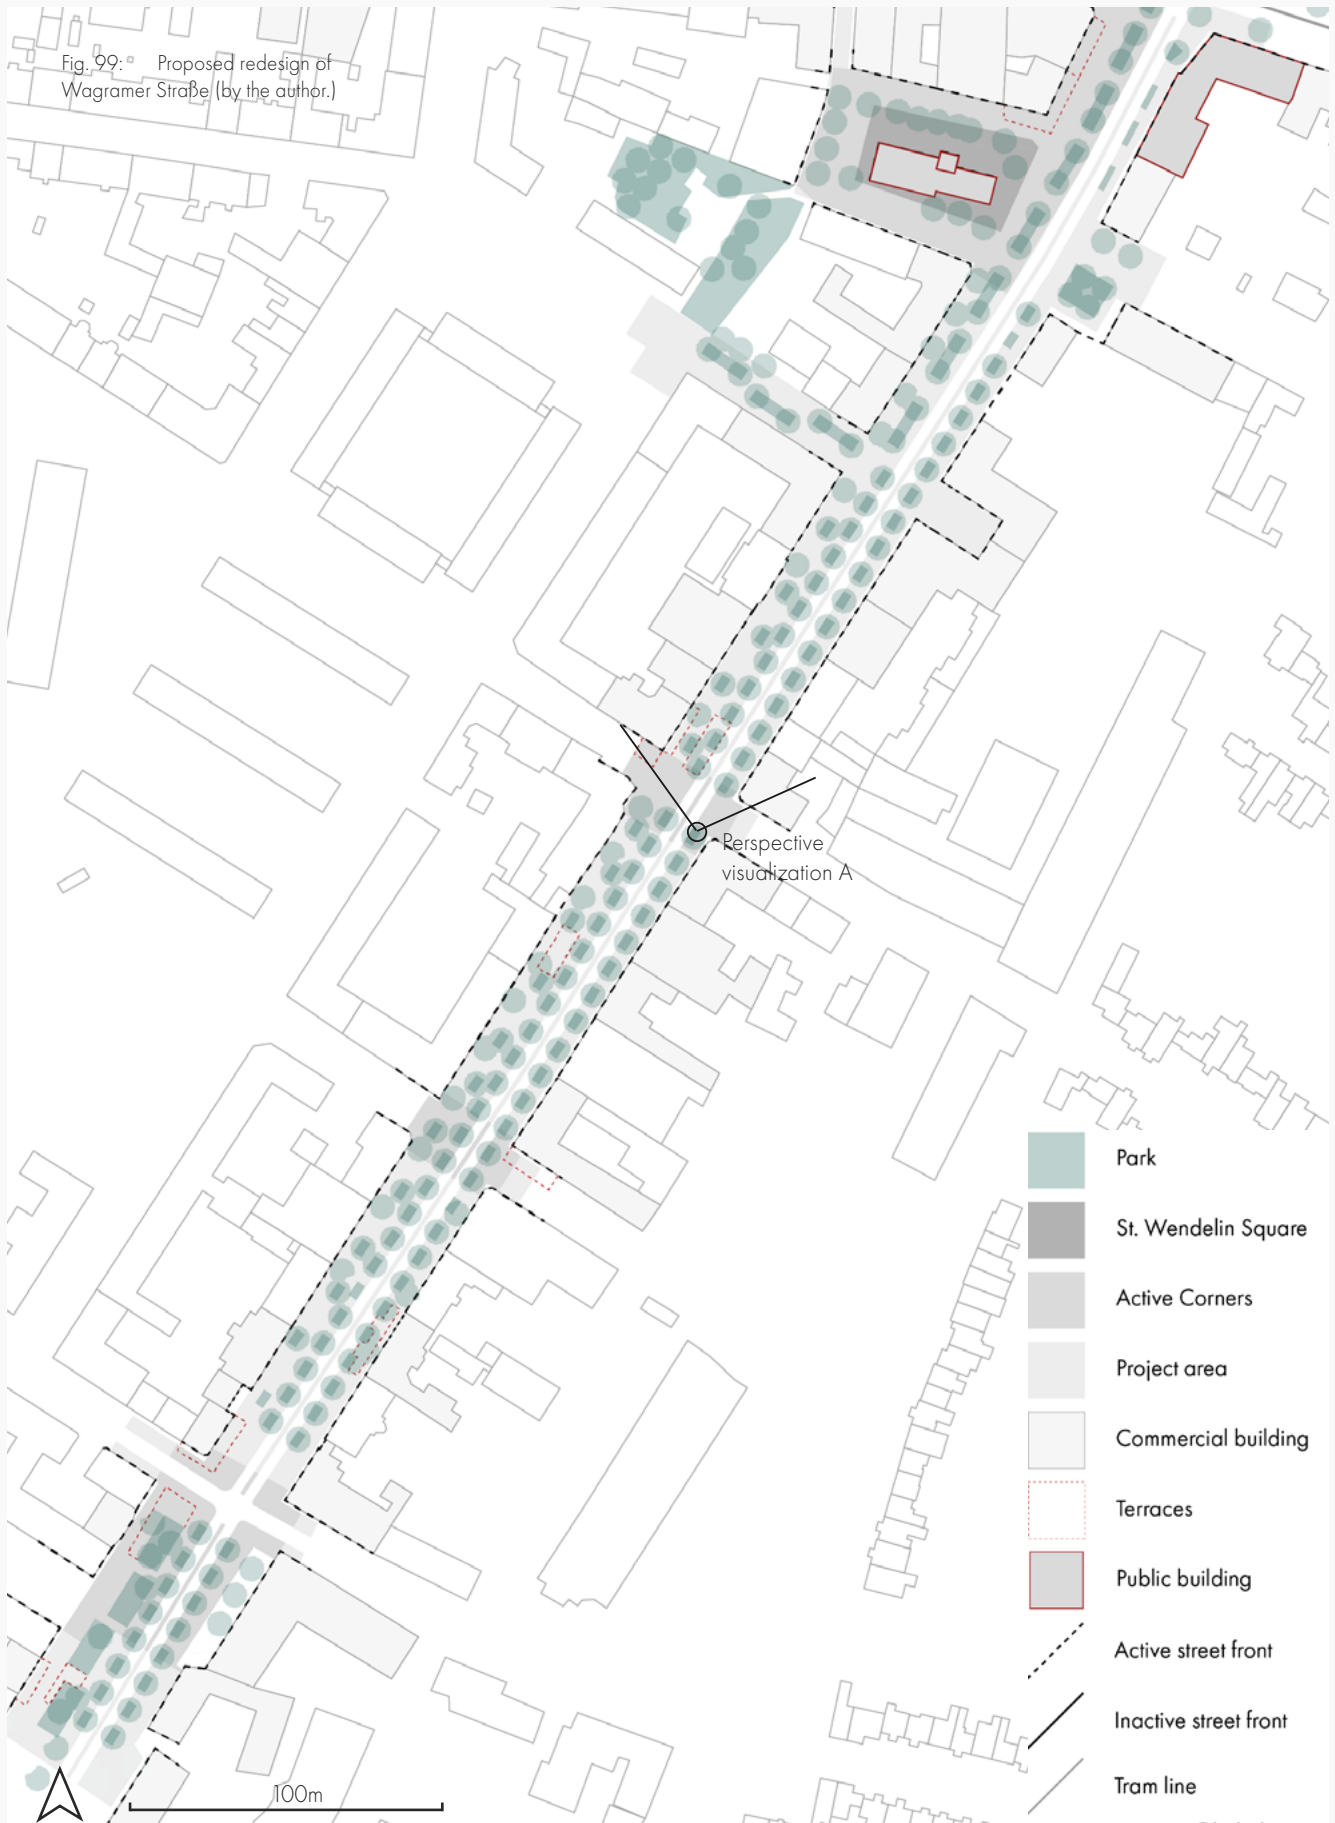 Fig. 99: Proposed redesign of
Wagramer Straße (by the author.)
Perspective
visualization A
Park
St. Wendelin Square
Active Corners
Project area
Commercial building
Terraces
Public building
Active street front
Inactive street front
Tram line
100m